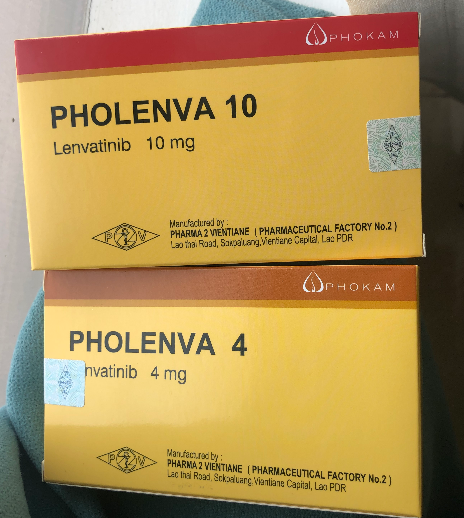 PHOKAM
PHOLENVA 10
Lenvatinib 10 mg
Manufactured by :
PHARMA 2 VIENTIANE ( PHARMACEUTICAL FACTORY No.2 )
Lao thai Road, Sokpaluang,Vientiane Capital, Lao PDR
P V
PHOKAM
PHOLENVA 4
nvatinib 4 mg
Manufactured by :
PHARMA 2 VIENTIANE ( PHARMACEUTICAL FACTORY No.2 )
Lao thai Road, Sokpaluang,Vientiane Capital, Lao PDR
P V